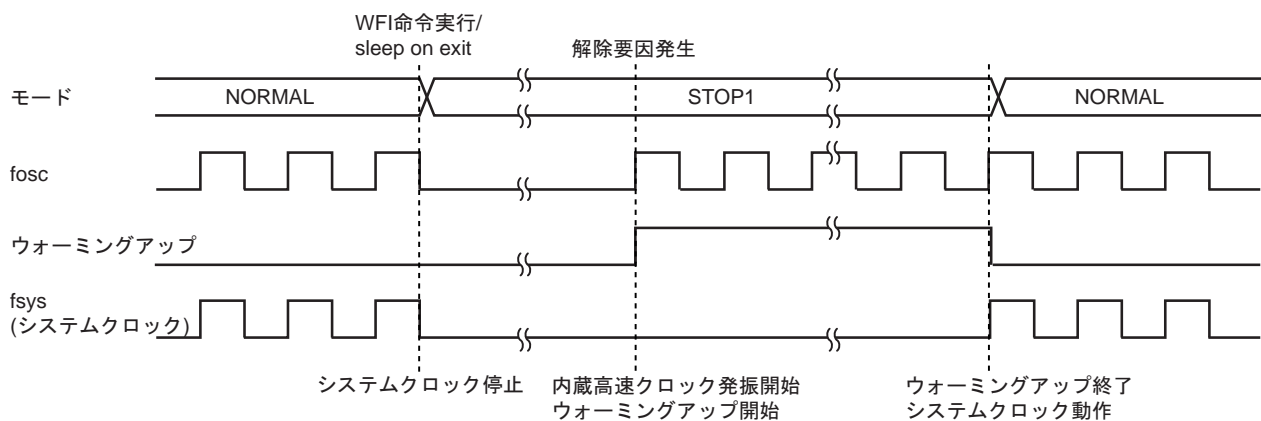 WFI命令実行/
sleep on exit
解除要因発生
モード
NORMAL
STOP1
NORMAL
fosc
ウォーミングアップ
fsys
(システムクロック)
システムクロック停止
内蔵高速クロック発振開始
ウォーミングアップ開始
ウォーミングアップ終了
システムクロック動作